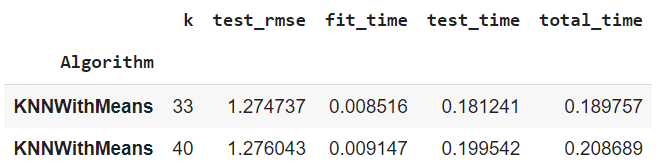 k test_rmse fit_time test_time total_time
Algorithm
KNNWithMeans 33 1.274737 0.008516 0.181241 0.189757
KNNWithMeans 40 1.276043 0.009147 0.199542 0.208689